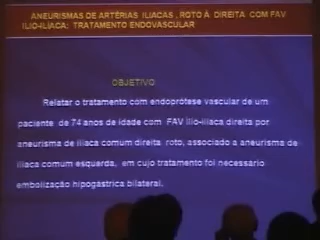 ANEURISMAS DE ARTÉRIAS ILIACAS , ROTO À DIREITA COM FAV
ILIO-ILÍACA: TRATAMENTO ENDOVASCULAR
OBJETIVO
Relatar o tratamento com endoprótese vascular de um
paciente de 74 anos de idade com FAV ílio-ilíaca direita por
aneurisma de ilíaca comum direita roto, associado a aneurisma de
ilíaca comum esquerda, em cujo tratamento foi necessário
embolização hipogástrica bilateral.